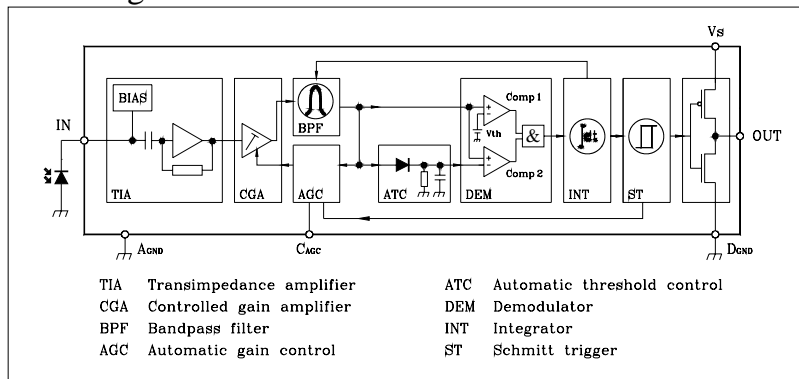 Vs
BIAS
IN
Comp 1
BPF
Vth
&
∫dt
OUT
Comp 2
TIA
CGA
AGC
ATC
DEM
INT
ST
AGND
CAGC
DGND
TIA Transimpedance amplifier
CGA Controlled gain amplifier
BPF Bandpass filter
AGC Automatic gain control
ATC Automatic threshold control
DEM Demodulator
INT Integrator
ST Schmitt trigger